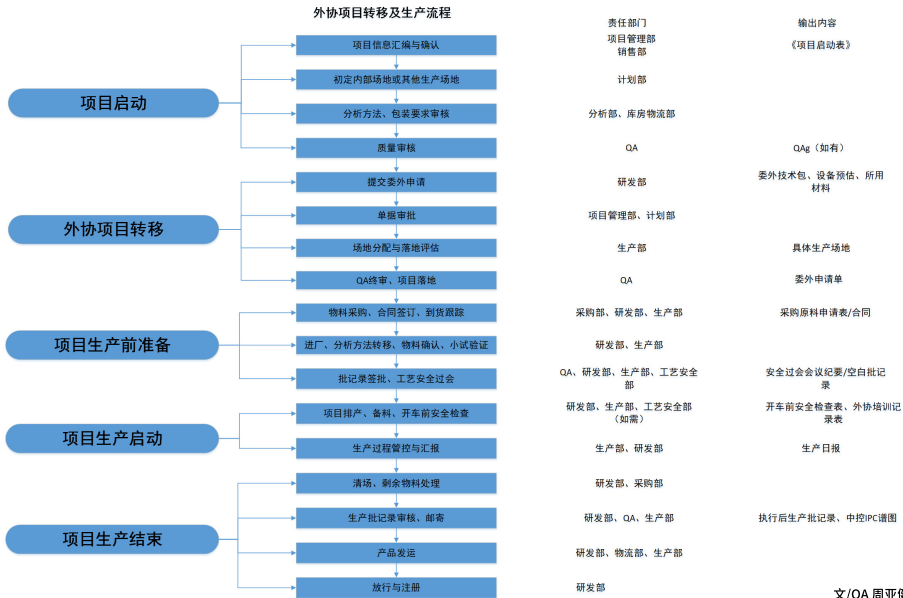 外协项目转移及生产流程
责任部门
输出内容
项目启动
项目信息汇编与确认
项目管理部
销售部
《项目启动表》
初定内部场地或其他生产场地
计划部
分析方法、包装要求审核
分析部、库房物流部
质量审核
QA
QAg（如有）
外协项目转移
提交委外申请
研发部
委外技术包、设备预估、所用
材料
单据审批
项目管理部、计划部
场地分配与落地评估
生产部
具体生产场地
QA终审、项目落地
QA
委外申请单
项目生产前准备
物料采购、合同签订、到货跟踪
采购部、研发部、生产部
采购原料申请表/合同
进厂、分析方法转移、物料确认、小试验证
研发部、生产部
批记录签批、工艺安全过会
QA、研发部、生产部、工艺安全
部
安全过会会议纪要/空白批记
录
项目生产启动
项目排产、备料、开车前安全检查
研发部、生产部、工艺安全部
（如需）
开车前安全检查表、外协培训记
录表
生产过程管控与汇报
生产部、研发部
生产日报
项目生产结束
清场、剩余物料处理
研发部、采购部
生产批记录审核、邮寄
研发部、QA、生产部
执行后生产批记录、中控IPC谱图
产品发运
研发部、物流部、生产部
放行与注册
研发部
文/QA 周亚